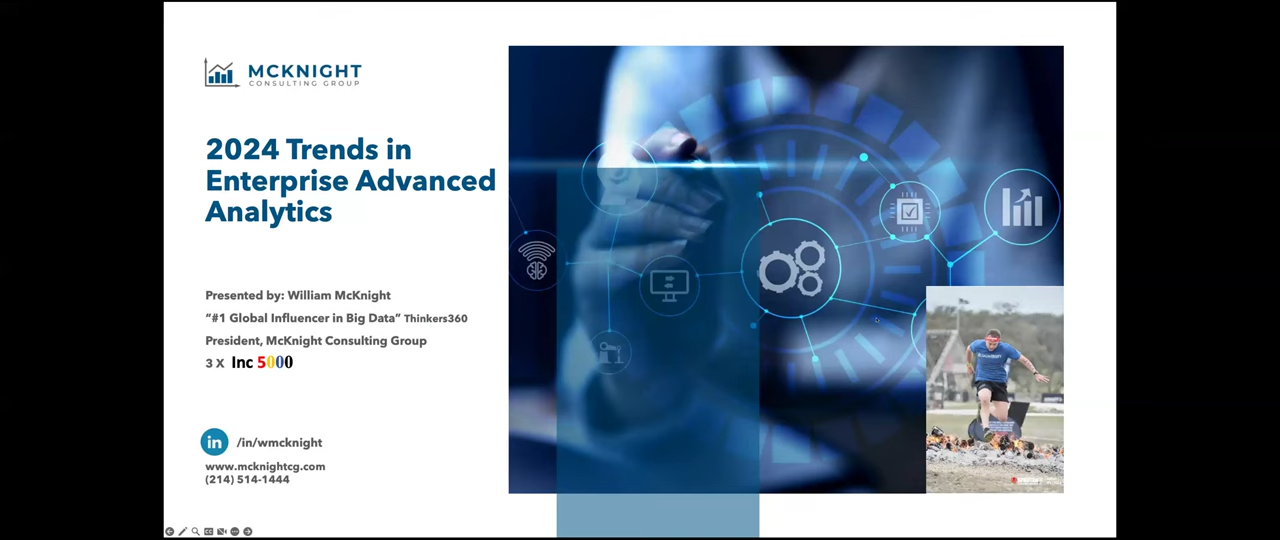 MCKNIGHT
CONSULTING GROUP
2024 Trends in
Enterprise Advanced
Analytics
Presented by: William McKnight
“#1 Global Influencer in Big Data” Thinkers360
President, McKnight Consulting Group
3 X Inc 5000
in /in/wmcknight
www.mcknightcg.com
(214) 514-1444